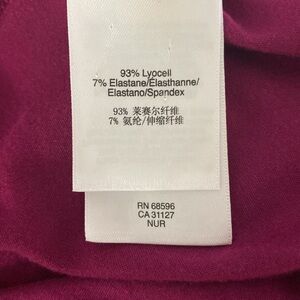 93% Lyocell
7% Elastane/Élasthanne/
Elastano/Spandex
93% 莱赛尔纤维
7% 氨纶/伸缩纤维
RN 68596
CA 31127
NUR